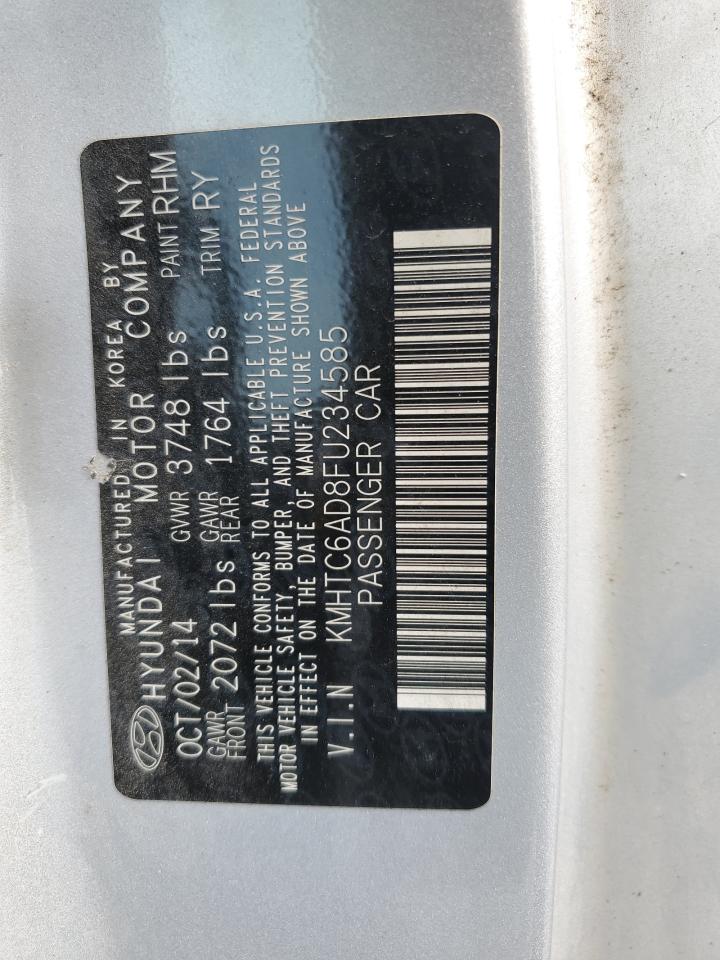 MANUFACTURED IN KOREA BY
HYUNDAI MOTOR COMPANY
OCT/02/14 GVWR 3748 lbs PAINT RHM
GAWR FRONT 2072 lbs GAWR REAR 1764 lbs TRIM RY
THIS VEHICLE CONFORMS TO ALL APPLICABLE U.S.A. FEDERAL
MOTOR VEHICLE SAFETY, BUMPER, AND THEFT PREVENTION STANDARDS
IN EFFECT ON THE DATE OF MANUFACTURE SHOWN ABOVE
V.I.N KMHTC6AD8FU234585
PASSENGER CAR